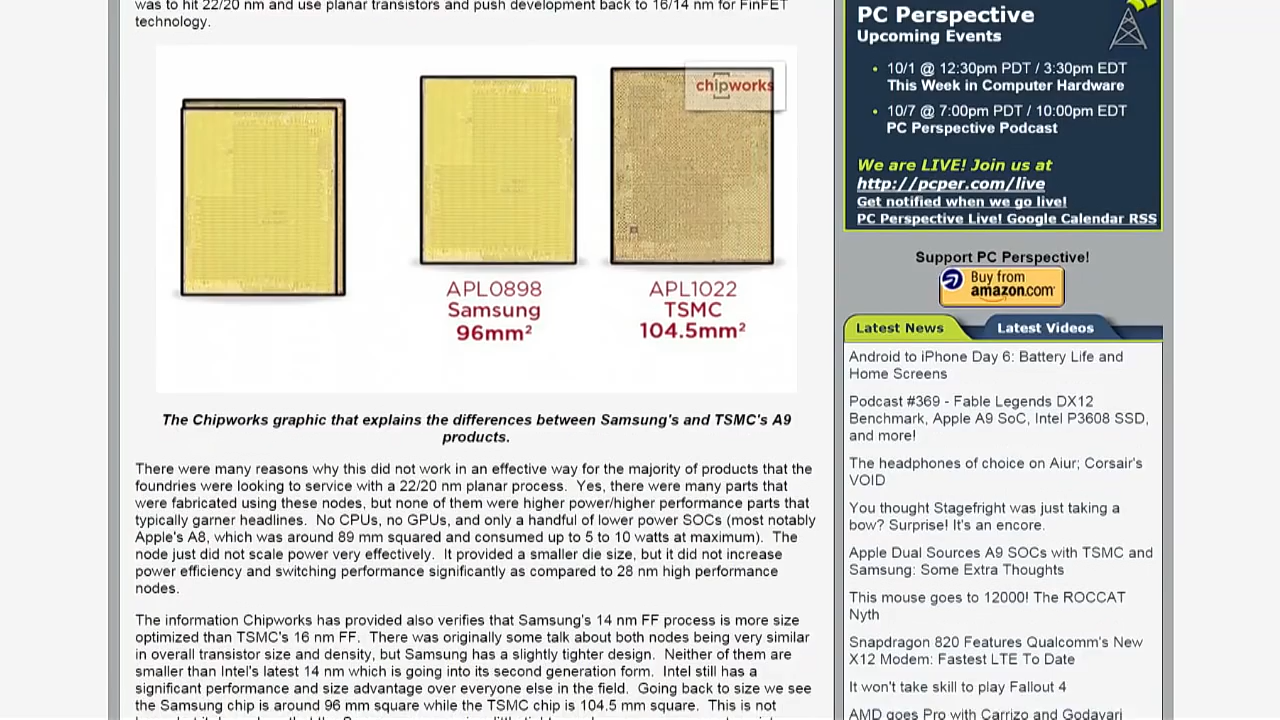 was to hit 22/20 nm and use planar transistors and push development back to 16/14 nm for FinFET
technology.
chipworks
APL0898
Samsung
96mm²
APL1022
TSMC
104.5mm²
The Chipworks graphic that explains the differences between Samsung's and TSMC's A9
products.
There were many reasons why this did not work in an effective way for the majority of products that the
foundries were looking to service with a 22/20 nm planar process.  Yes, there were many parts that
were fabricated using these nodes, but none of them were higher power/higher performance parts that
typically garner headlines.  No CPUs, no GPUs, and only a handful of lower power SOCs (most notably
Apple's A8, which was around 89 mm squared and consumed up to 5 to 10 watts at maximum).  The
node just did not scale power very effectively.  It provided a smaller die size, but it did not increase
power efficiency and switching performance significantly as compared to 28 nm high performance
nodes.
The information Chipworks has provided also verifies that Samsung's 14 nm FF process is more size
optimized than TSMC's 16 nm FF.  There was originally some talk about both nodes being very similar
in overall transistor size and density, but Samsung has a slightly tighter design.  Neither of them are
smaller than Intel's latest 14 nm which is going into its second generation form.  Intel still has a
significant performance and size advantage over everyone else in the field.  Going back to size we see
the Samsung chip is around 96 mm square while the TSMC chip is 104.5 mm square.  This is not
PC Perspective
Upcoming Events
• 10/1 @ 12:30pm PDT / 3:30pm EDT
This Week in Computer Hardware
• 10/7 @ 7:00pm PDT / 10:00pm EDT
PC Perspective Podcast
We are LIVE! Join us at
http://pcper.com/live
Get notified when we go live!
PC Perspective Live! Google Calendar RSS
Support PC Perspective!
Buy from
amazon.com
Latest News
Latest Videos
Android to iPhone Day 6: Battery Life and
Home Screens
Podcast #369 - Fable Legends DX12
Benchmark, Apple A9 SoC, Intel P3608 SSD,
and more!
The headphones of choice on Aiur; Corsair's
VOID
You thought Stagefright was just taking a
bow? Surprise! It's an encore.
Apple Dual Sources A9 SOCs with TSMC and
Samsung: Some Extra Thoughts
This mouse goes to 12000! The ROCCAT
Nyth
Snapdragon 820 Features Qualcomm's New
X12 Modem: Fastest LTE To Date
It won't take skill to play Fallout 4
AMD goes Pro with Carrizo and Godavari